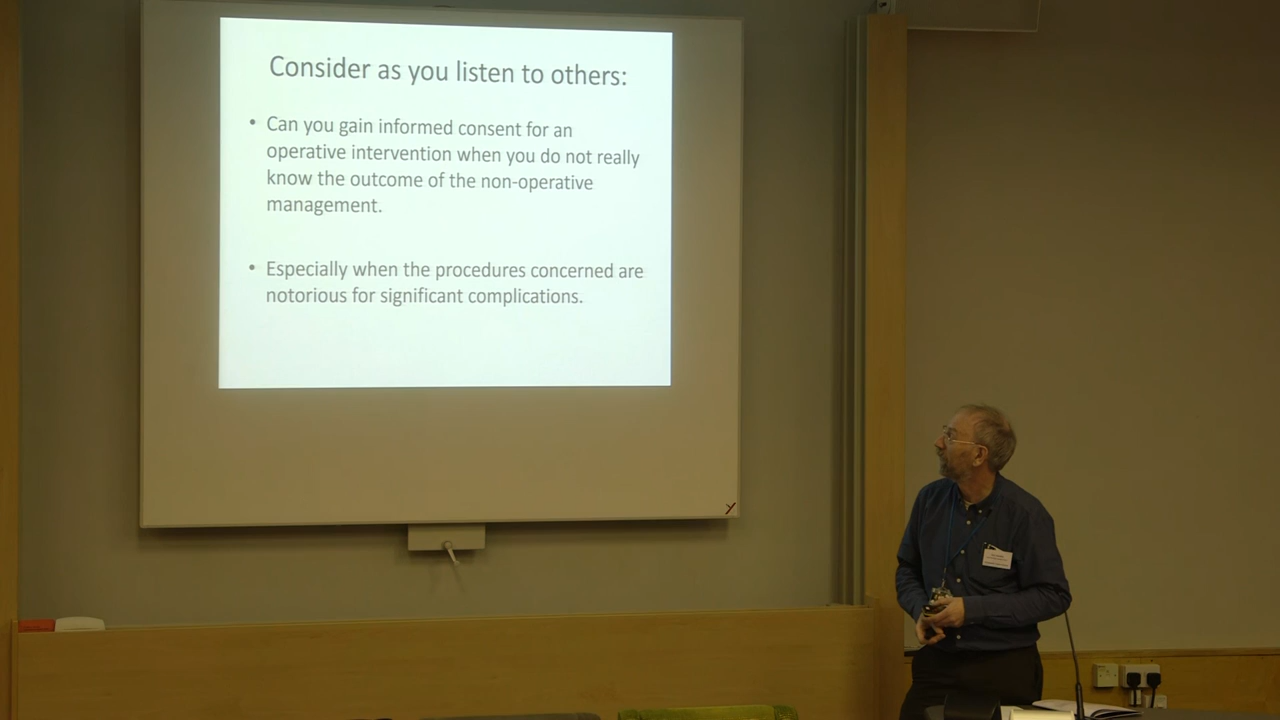 Consider as you listen to others:
• Can you gain informed consent for an
operative intervention when you do not really
know the outcome of the non-operative
management.
• Especially when the procedures concerned are
notorious for significant complications.